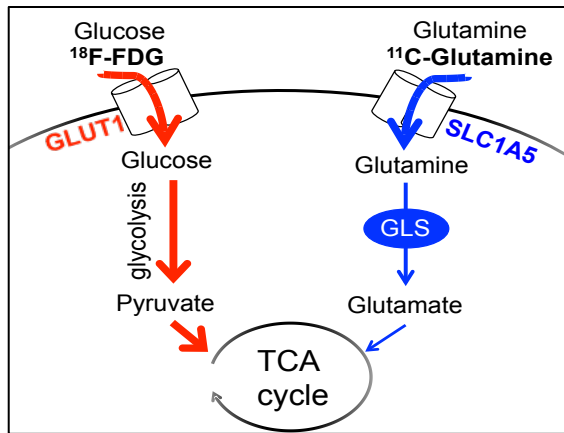 Glucose
¹⁸F-FDG
GLUT1
Glucose
glycolysis
Pyruvate
Glutamine
¹¹C-Glutamine
SLC1A5
Glutamine
GLS
Glutamate
TCA
cycle